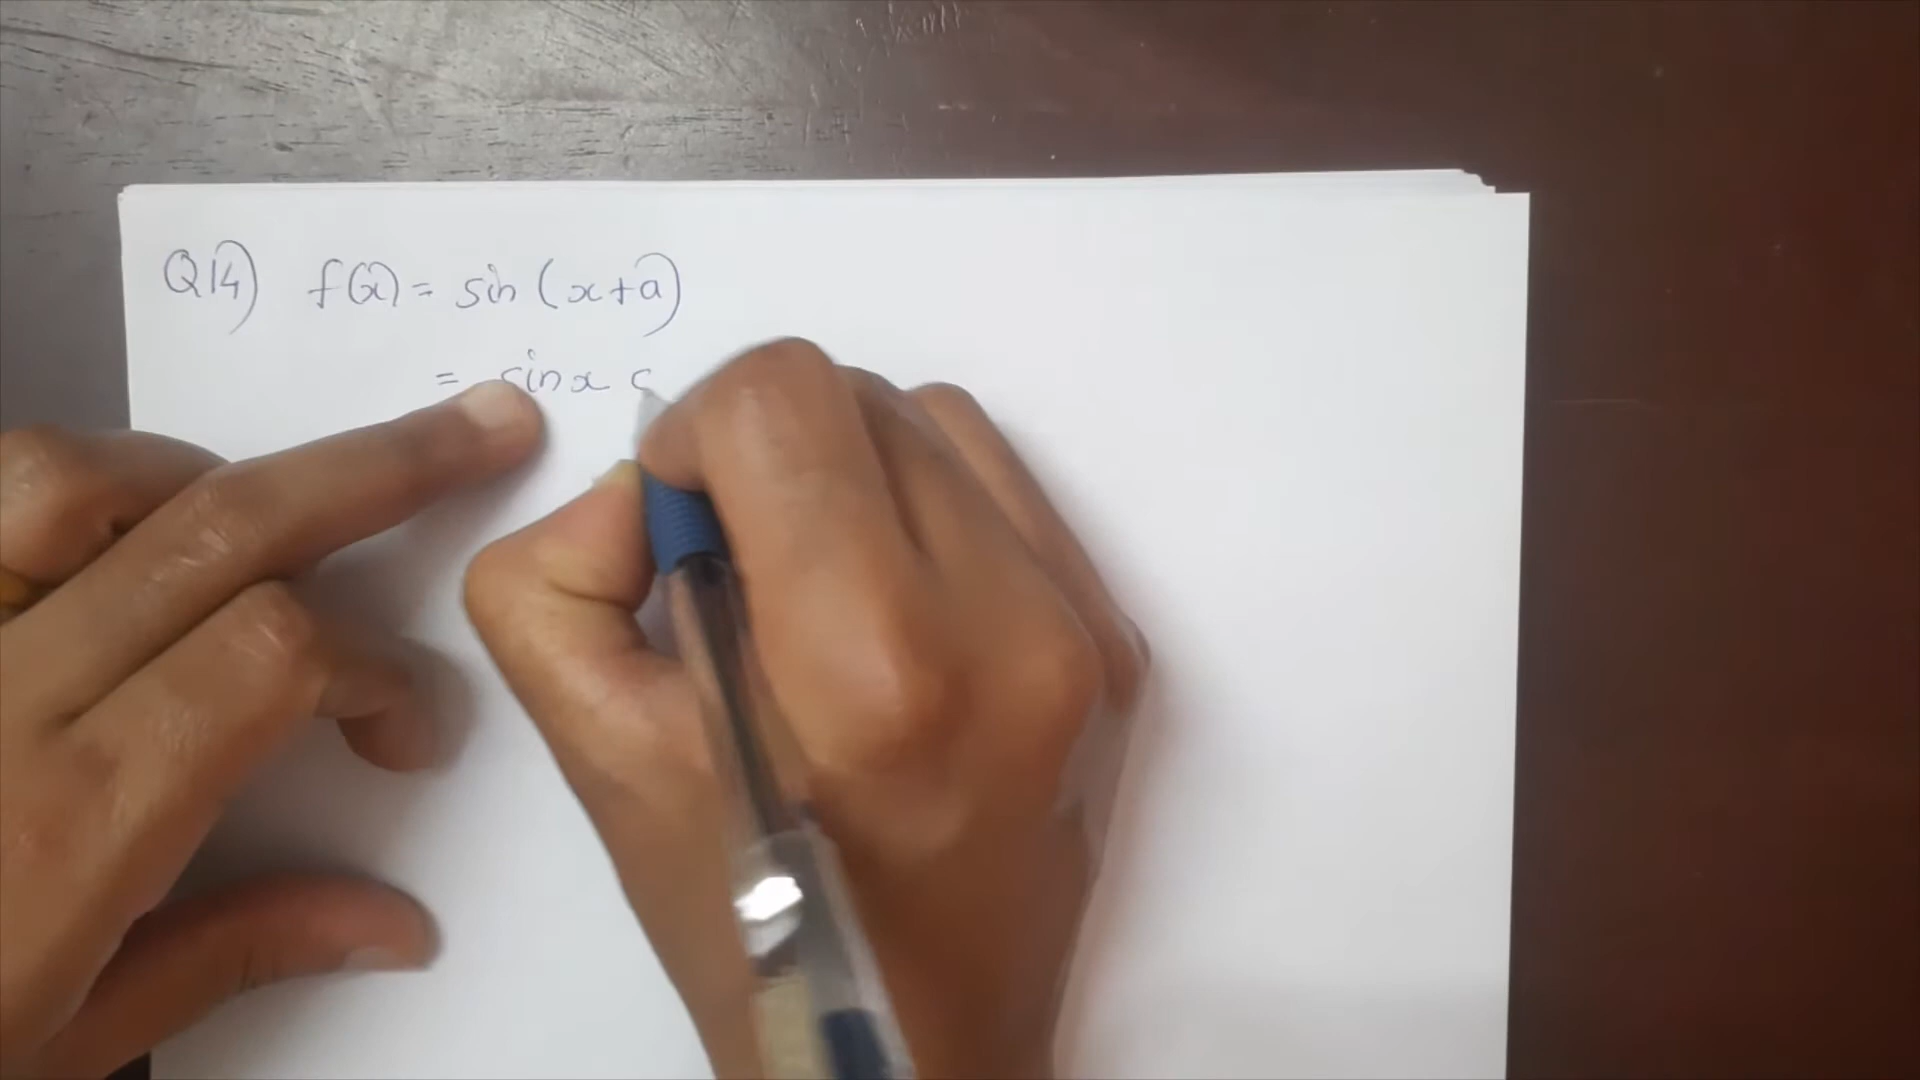 Q14) f(x) = sin (x+a)
= sinx c